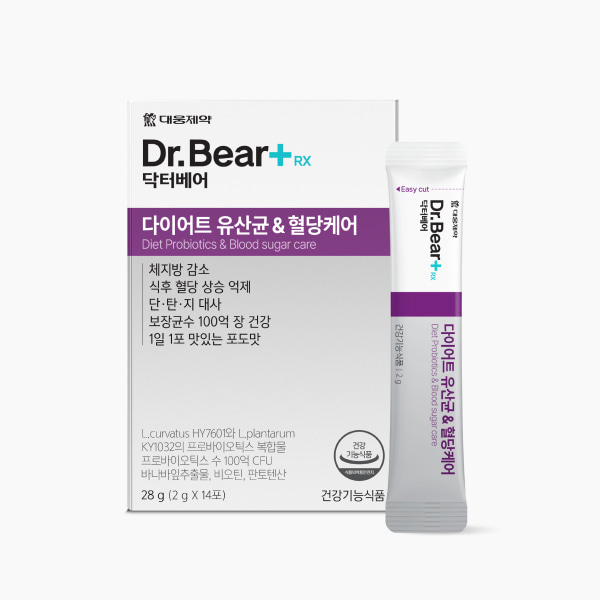 대웅제약
Dr.Bear+ RX
닥터베어
다이어트 유산균 & 혈당케어
Diet Probiotics & Blood sugar care
체지방 감소
식후 혈당 상승 억제
단·탄·지 대사
보장균수 100억 장 건강
1일 1포 맛있는 포도맛
L.curvatus HY7601와 L.plantarum
KY1032의 프로바이오틱스 복합물
프로바이오틱스 수 100억 CFU
바나바잎추출물, 비오틴, 판토텐산
28 g (2 g X 14포)
건강
기능식품
식품의약품안전처
건강기능식품
Easy cut
대웅제약
Dr.Bear+ RX
닥터베어
다이어트 유산균 & 혈당케어
Diet Probiotics & Blood sugar care
건강기능식품 | 2 g